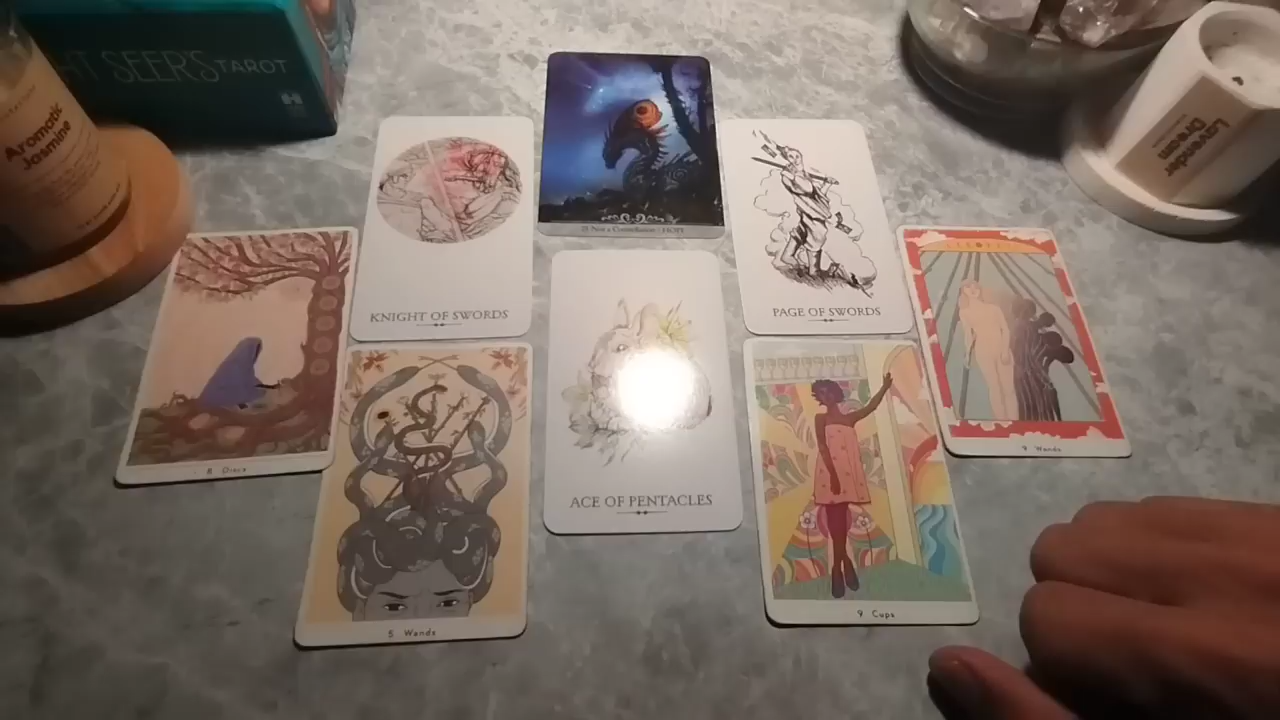 HT SEER'S TAROT
Aromatic
Jasmine
Lavender
Dream
KNIGHT OF SWORDS
PAGE OF SWORDS
ACE OF PENTACLES
8 Discs
5 Wands
9 Cups
9 Wands